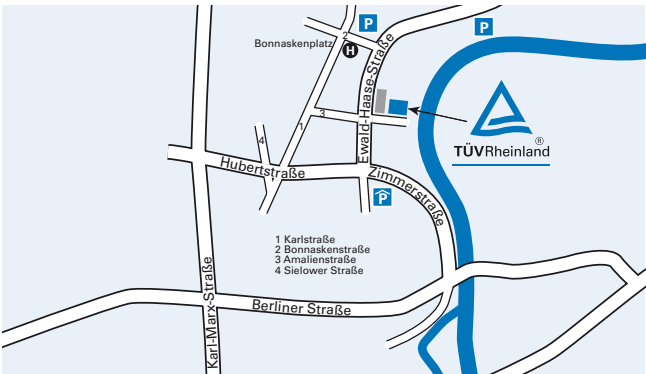 P
P
2
Bonnaskenplatz
H
Ewald-Haase-Straße
3
1
4
TÜVRheinland
®
Hubertstraße
Zimmerstraße
P
1 Karlstraße
2 Bonnaskenstraße
3 Amalienstraße
4 Sielower Straße
Karl-Marx-Straße
Berliner Straße